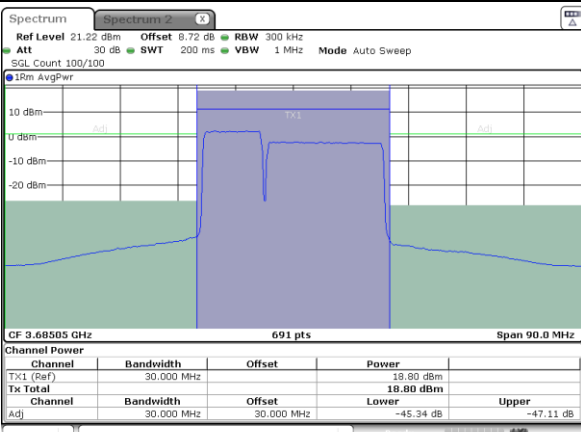 Spectrum Spectrum 2 X
Ref Level 21.22 dBm Offset 8.72 dB RBW 300 kHz
Att 30 dB SWT 200 ms VBW 1 MHz Mode Auto Sweep
SGL Count 100/100
1Rm AvgPwr
10 dBm
TX1
Adj Adj
0 dBm
-10 dBm
-20 dBm
CF 3.68505 GHz 691 pts Span 90.0 MHz
Channel Power
Channel Bandwidth Offset Power
TX1 (Ref) 30.000 MHz 18.80 dBm
Tx Total 18.80 dBm
Channel Bandwidth Offset Lower Upper
Adj 30.000 MHz 30.000 MHz -45.34 dB -47.11 dB